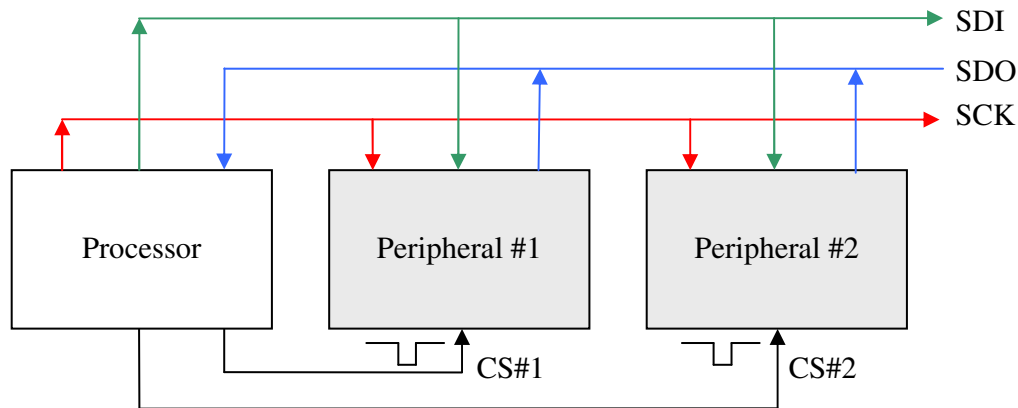 SDI
SDO
SCK
Processor
Peripheral #1
Peripheral #2
CS#1
CS#2